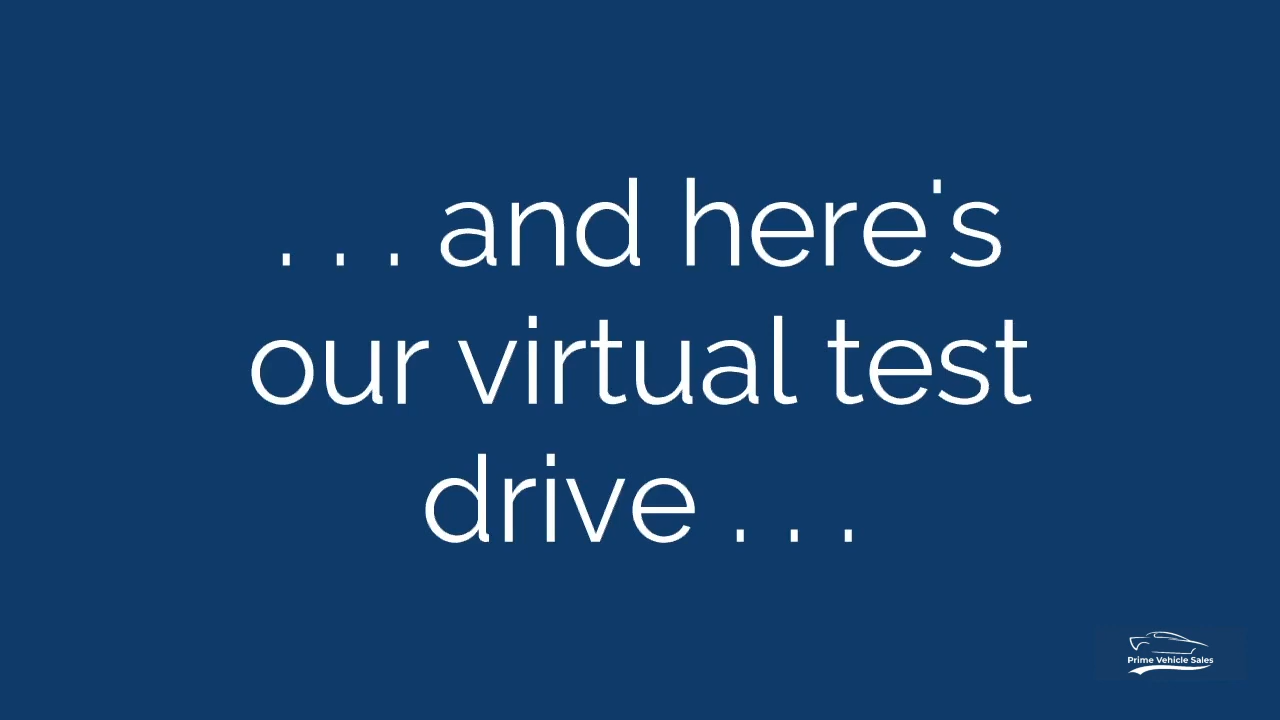 . . . and here's
our virtual test
drive . . .
Prime Vehicle Sales